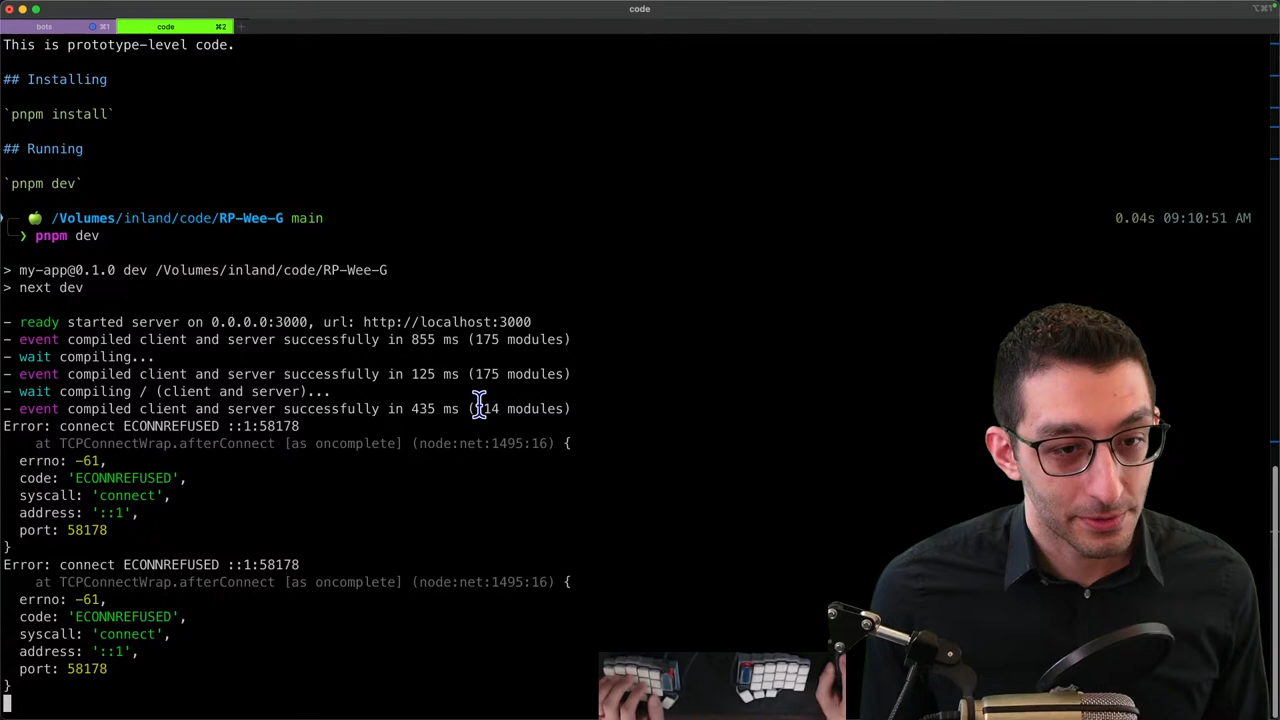 code
bots ⌘1
code ⌘2
⌥⌘1
This is prototype-level code.
## Installing
`pnpm install`
## Running
`pnpm dev`
/Volumes/inland/code/RP-Wee-G main 0.04s 09:10:51 AM
❯ pnpm dev
> my-app@0.1.0 dev /Volumes/inland/code/RP-Wee-G
> next dev
- ready started server on 0.0.0.0:3000, url: http://localhost:3000
- event compiled client and server successfully in 855 ms (175 modules)
- wait compiling...
- event compiled client and server successfully in 125 ms (175 modules)
- wait compiling / (client and server)...
- event compiled client and server successfully in 435 ms modules)
Error: connect ECONNREFUSED ::1:58178
at TCPConnectWrap.afterConnect [as oncomplete] (node:net:1495:16) {
errno: -61,
code: 'ECONNREFUSED',
syscall: 'connect',
address: '::1',
port: 58178
}
Error: connect ECONNREFUSED ::1:58178
at TCPConnectWrap.afterConnect [as oncomplete] (node:net:1495:16) {
errno: -61,
code: 'ECONNREFUSED',
syscall: 'connect',
address: '::1',
port: 58178
}